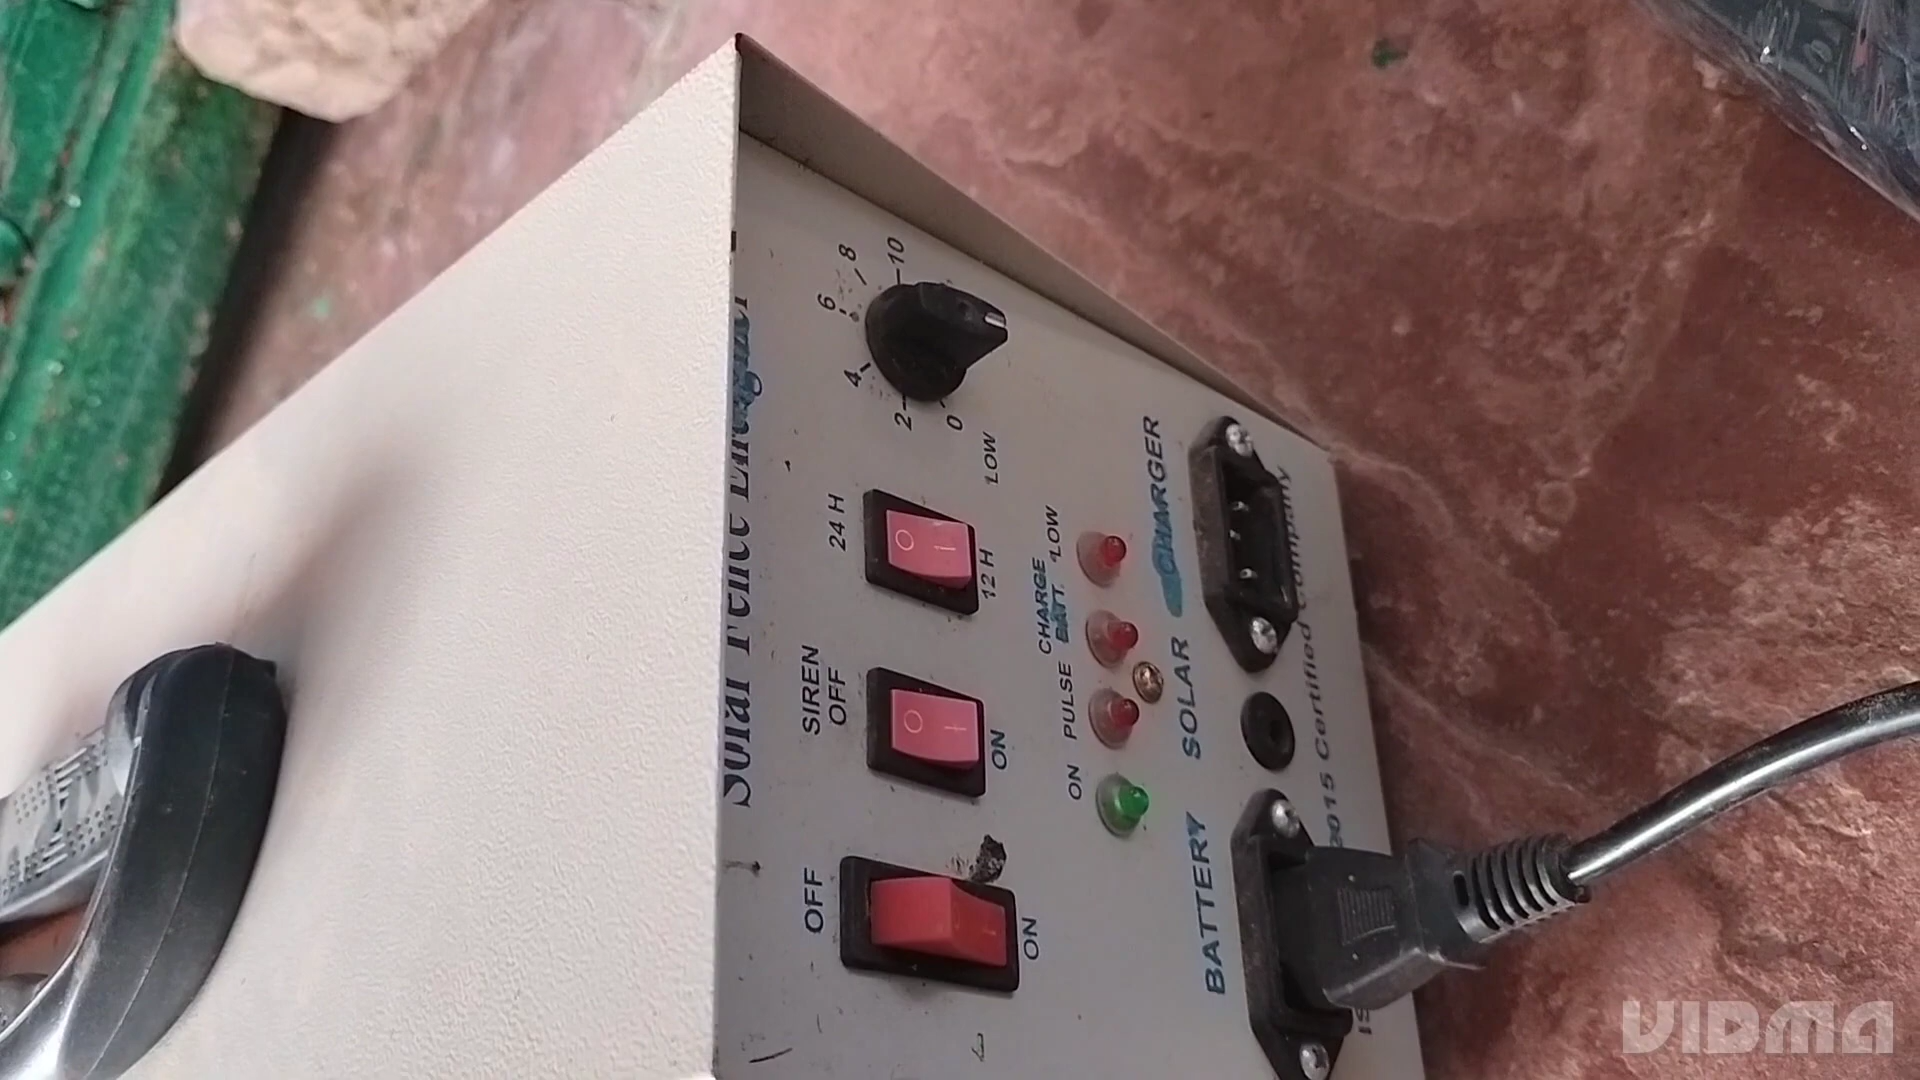 Solar Fence Energizer
OFF
ON
SIREN
OFF
ON
24 H
12 H
0
2
4
6
8
10
LOW
ON
PULSE
CHARGE
BATT.
LOW
BATTERY
SOLAR
CHARGER
2015 Certified Company
VIDMA